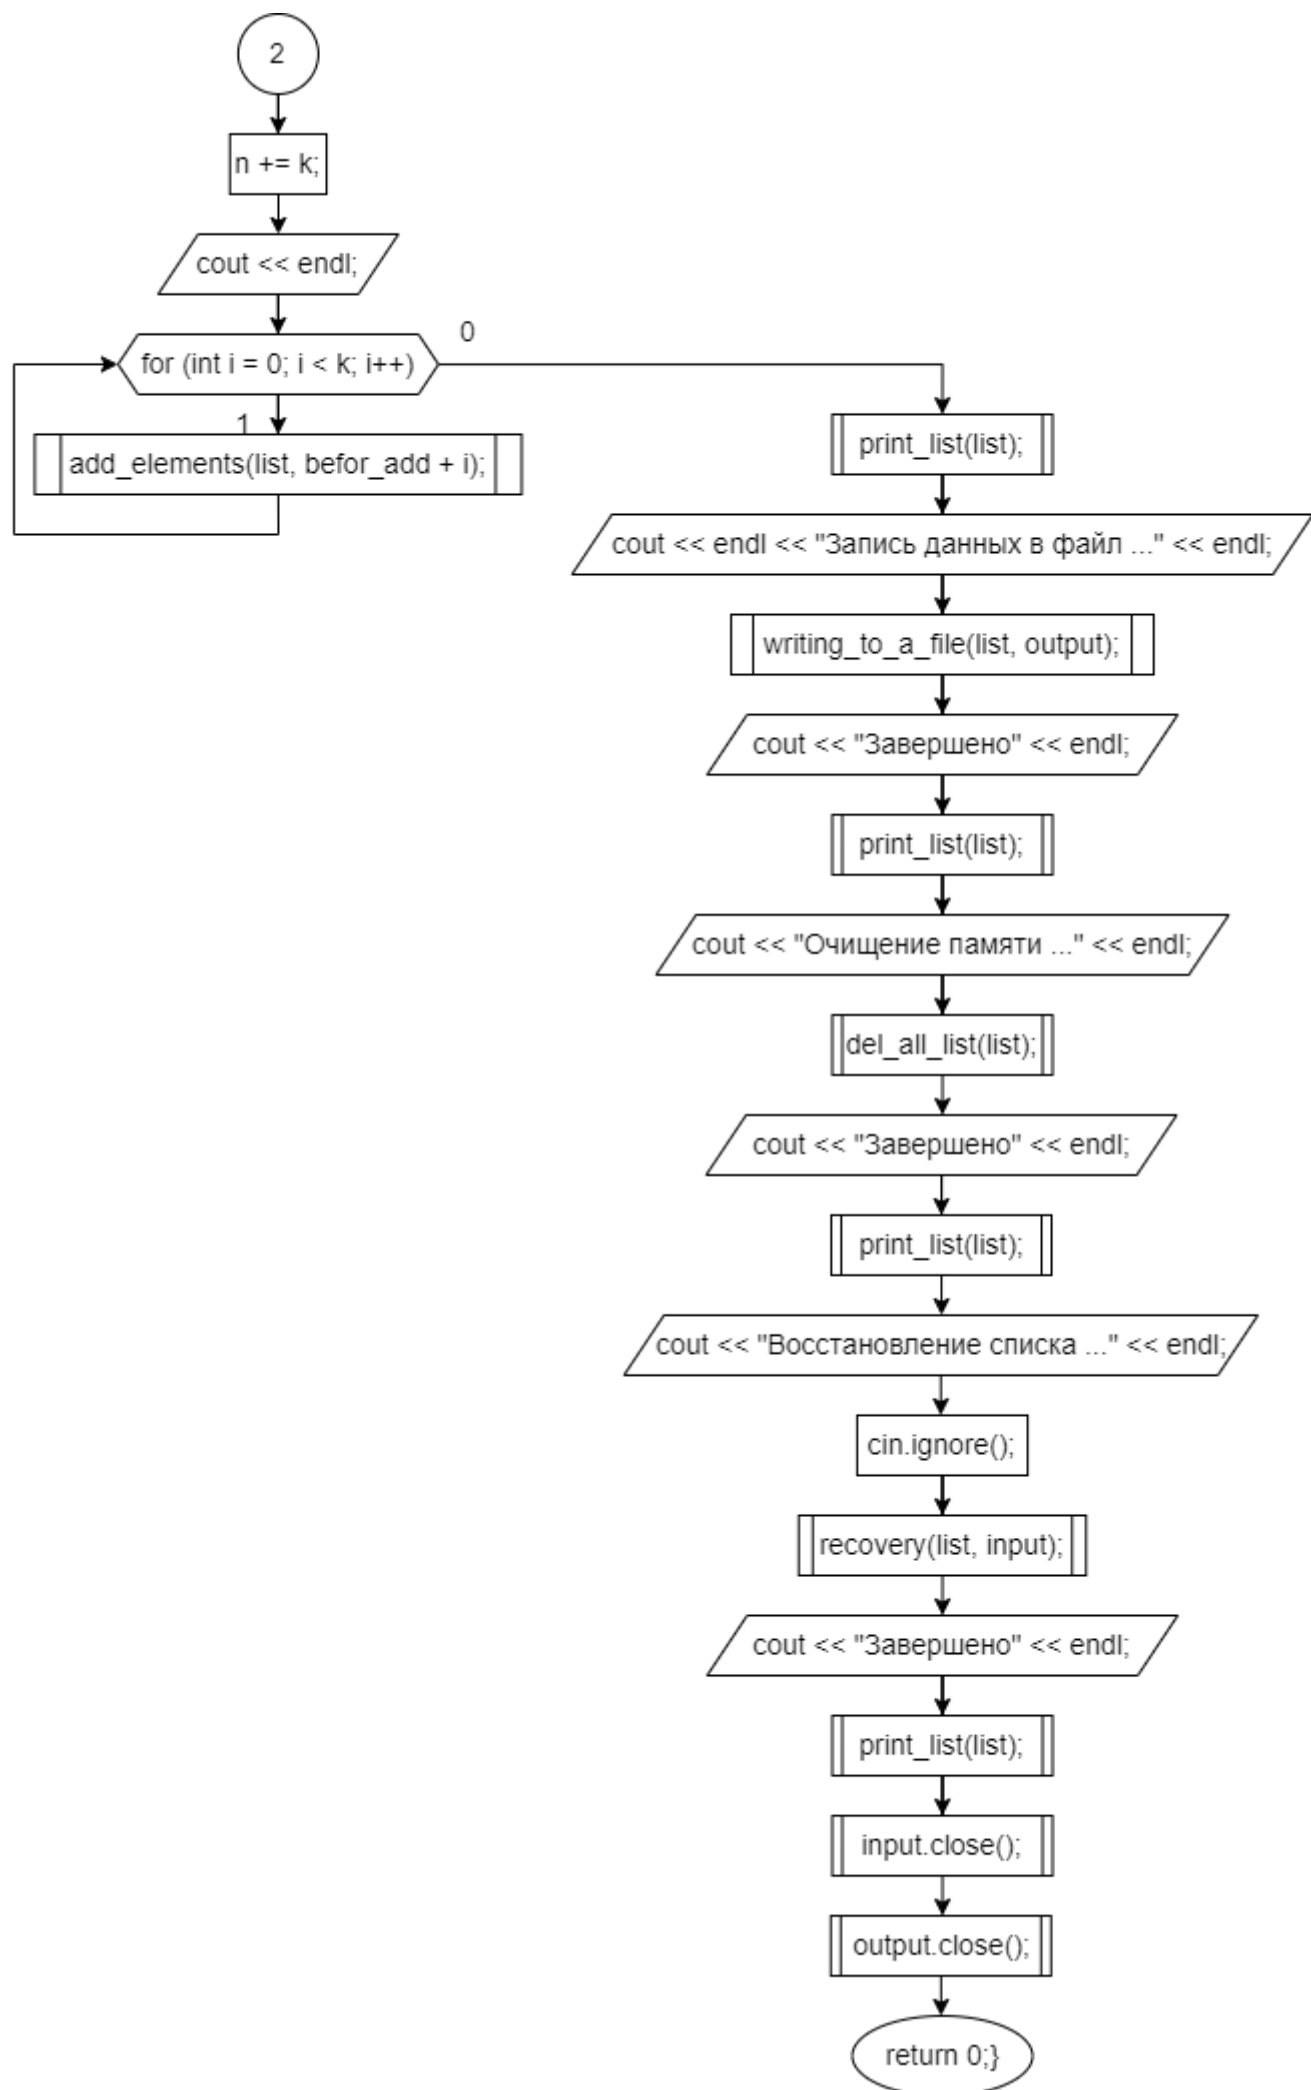 2
n += k;
cout << endl;
for (int i = 0; i < k; i++)
0
1
add_elements(list, befor_add + i);
print_list(list);
cout << endl << "Запись данных в файл ..." << endl;
writing_to_a_file(list, output);
cout << "Завершено" << endl;
print_list(list);
cout << "Очищение памяти ..." << endl;
del_all_list(list);
cout << "Завершено" << endl;
print_list(list);
cout << "Восстановление списка ..." << endl;
cin.ignore();
recovery(list, input);
cout << "Завершено" << endl;
print_list(list);
input.close();
output.close();
return 0;}